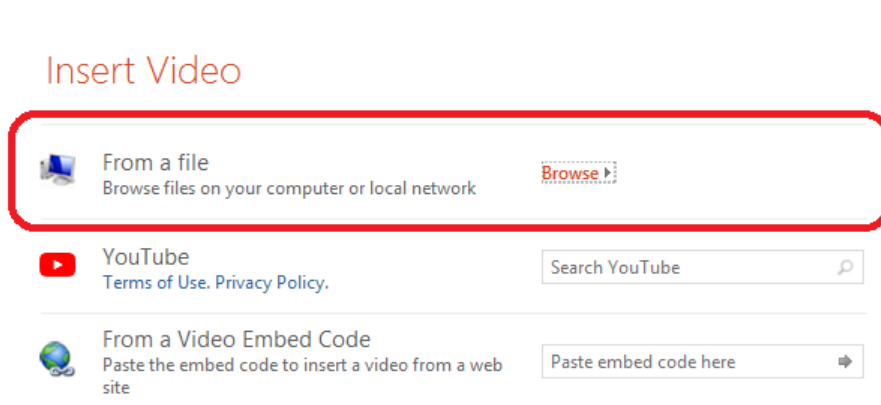 Insert Video
From a file
Browse files on your computer or local network
Browse
YouTube
Terms of Use. Privacy Policy.
Search YouTube
From a Video Embed Code
Paste the embed code to insert a video from a web
site
Paste embed code here